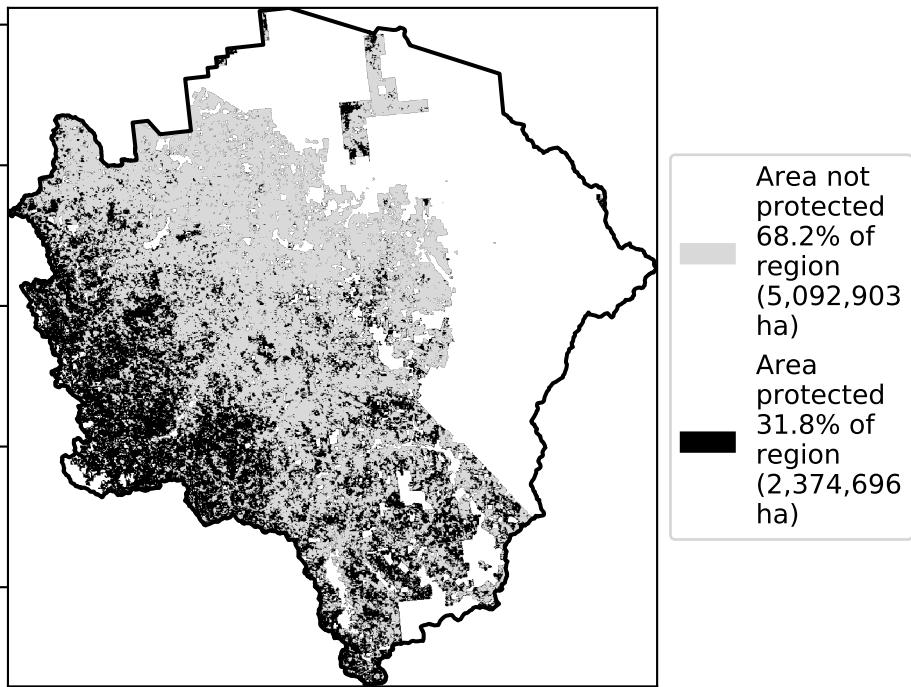 Area not
protected
68.2% of
region
(5,092,903
ha)
Area
protected
31.8% of
region
(2,374,696
ha)